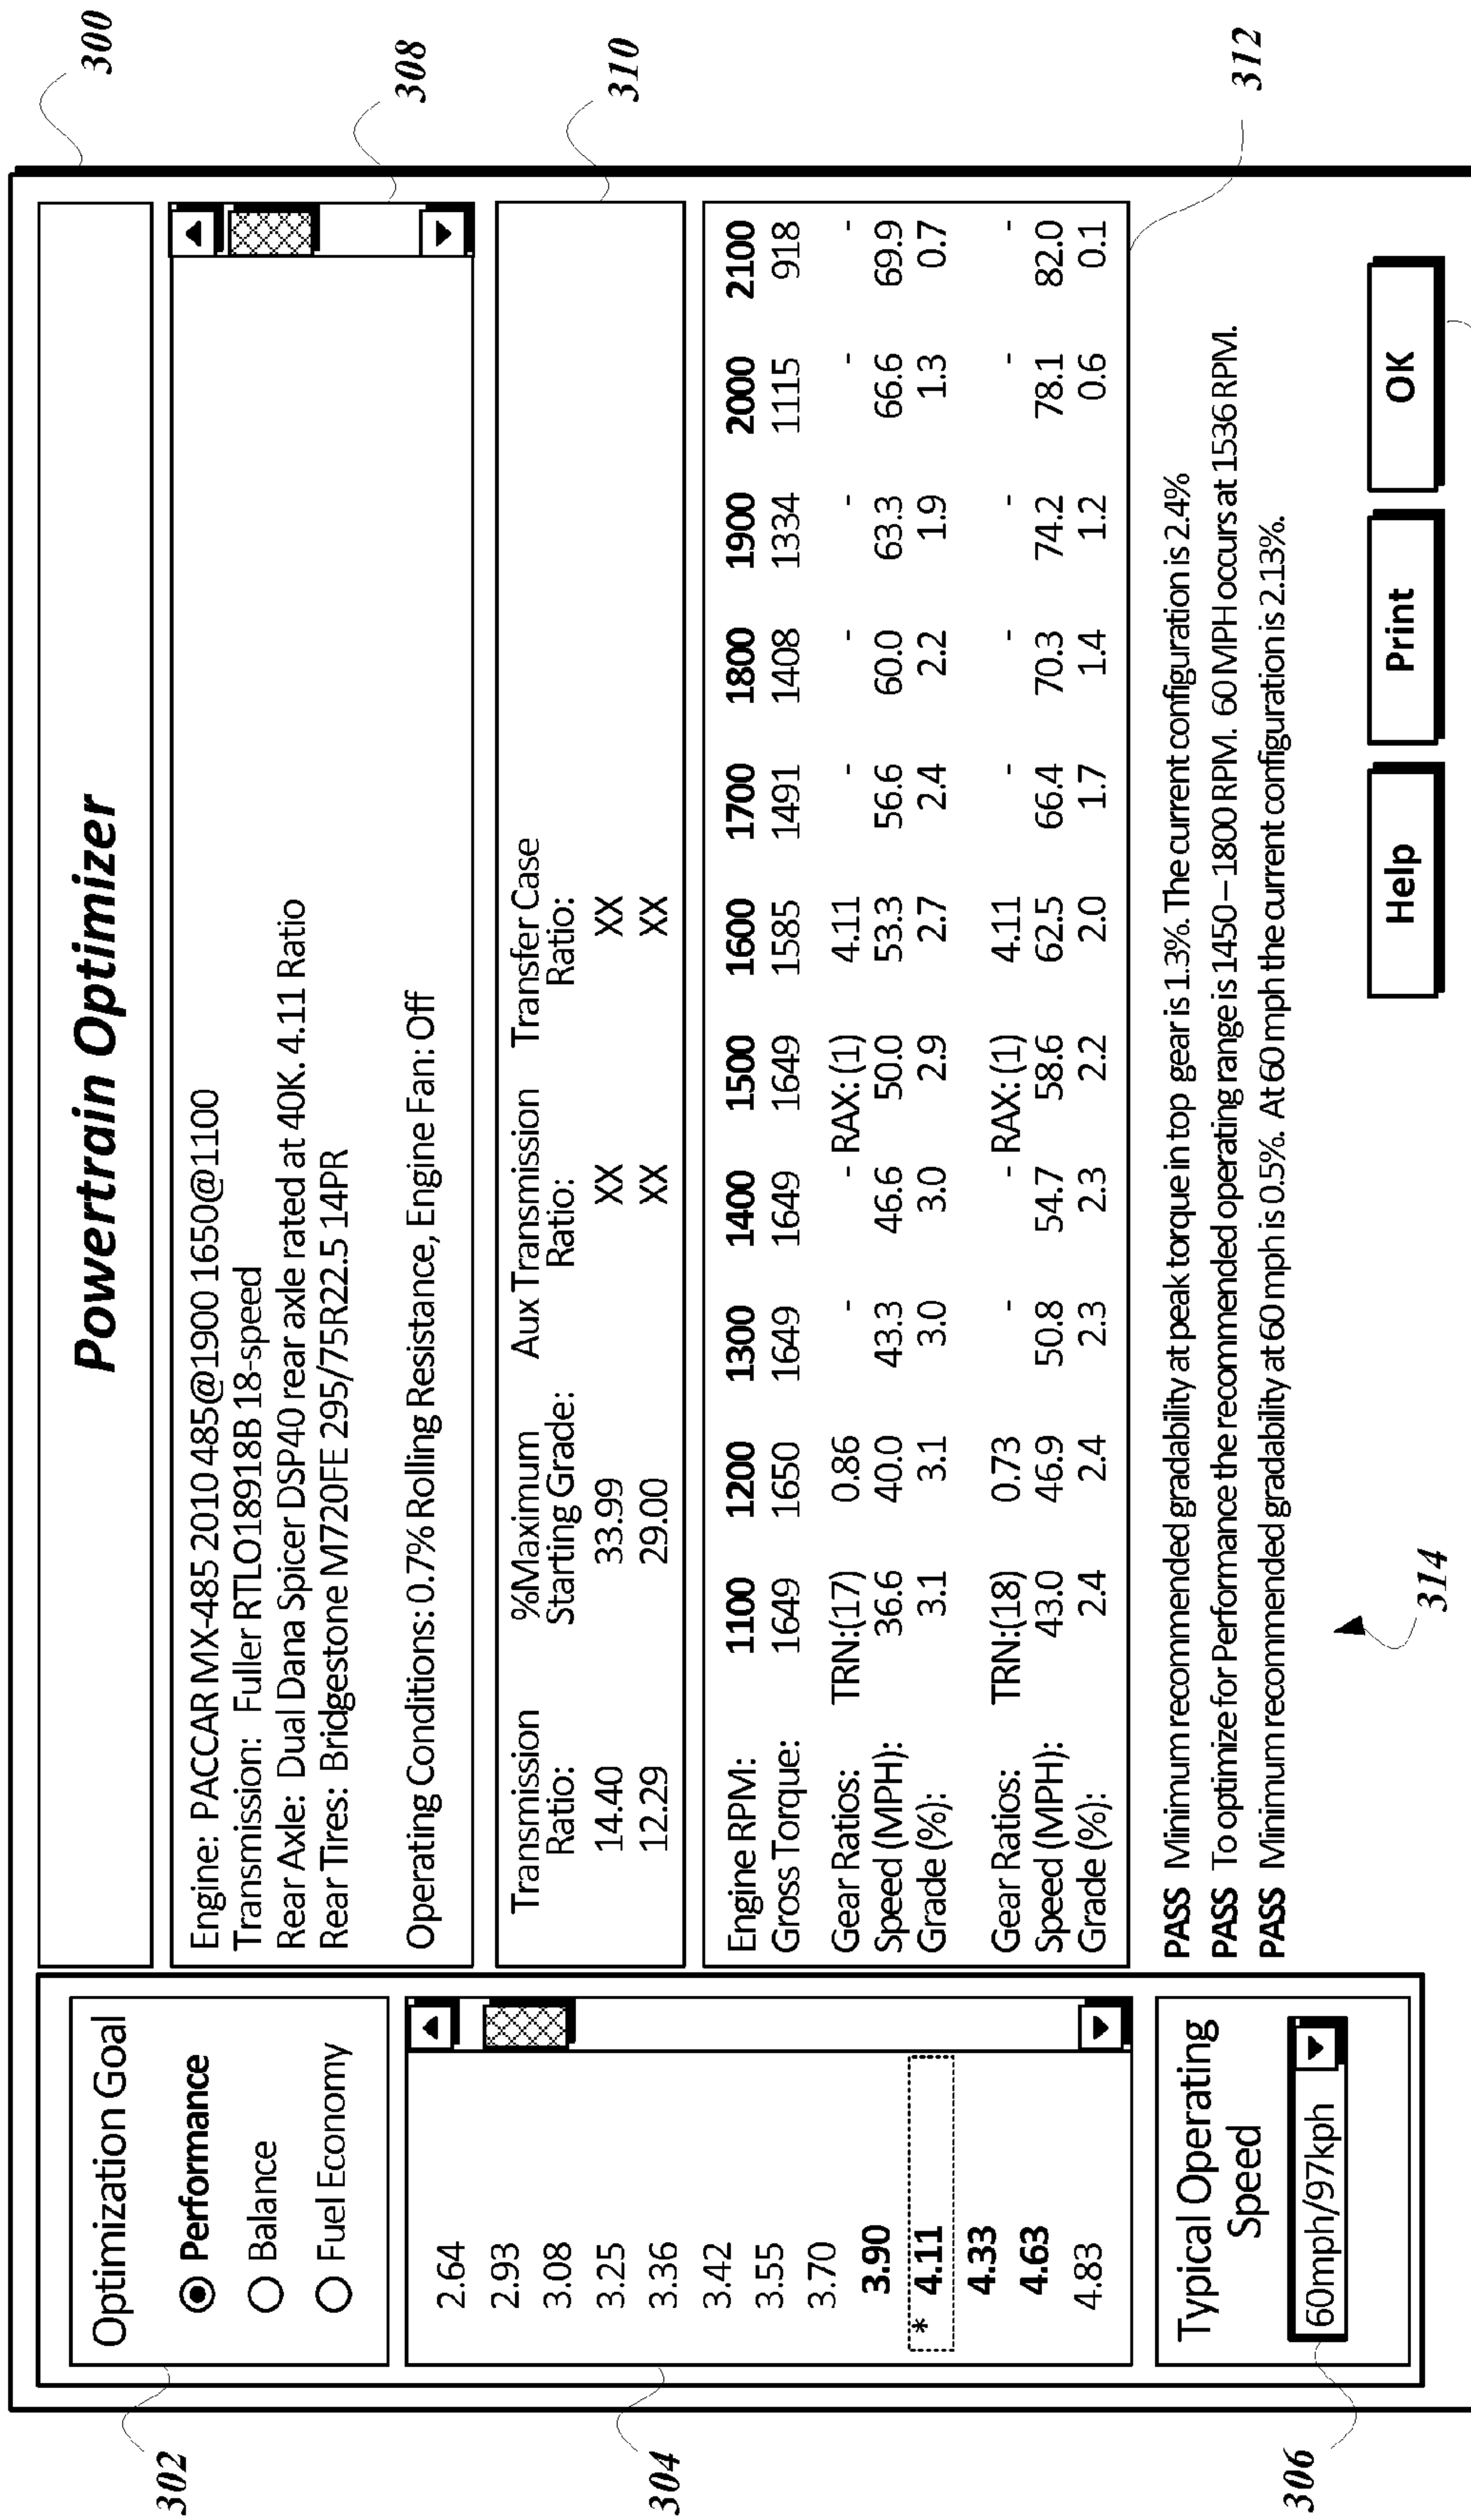 300
Powertrain Optimizer
302
Optimization Goal
Performance
Balance
Fuel Economy
304
2.64
2.93
3.08
3.25
3.36
3.42
3.55
3.70
3.90
* 4.11
4.33
4.63
4.83
306
Typical Operating
Speed
60mph/97kph
308
Engine: PACCAR MX-485 2010 485@1900 1650@1100
Transmission: Fuller RTLO18918B 18-speed
Rear Axle: Dual Dana Spicer DSP40 rear axle rated at 40K. 4.11 Ratio
Rear Tires: Bridgestone M720FE 295/75R22.5 14PR
Operating Conditions: 0.7% Rolling Resistance, Engine Fan: Off
310
Transmission %Maximum Aux Transmission Transfer Case
Ratio: Starting Grade: Ratio: Ratio:
14.40 33.99 XX XX
12.29 29.00 XX XX
312
Engine RPM: 1100 1200 1300 1400 1500 1600 1700 1800 1900 2000 2100
Gross Torque: 1649 1650 1649 1649 1649 1585 1491 1408 1334 1115 918
Gear Ratios: TRN:(17) 0.86 - - RAX: (1) 4.11 - - - - -
Speed (MPH): 36.6 40.0 43.3 46.6 50.0 53.3 56.6 60.0 63.3 66.6 69.9
Grade (%): 3.1 3.1 3.0 3.0 2.9 2.7 2.4 2.2 1.9 1.3 0.7
Gear Ratios: TRN:(18) 0.73 - - RAX: (1) 4.11 - - - - -
Speed (MPH): 43.0 46.9 50.8 54.7 58.6 62.5 66.4 70.3 74.2 78.1 82.0
Grade (%): 2.4 2.4 2.3 2.3 2.2 2.0 1.7 1.4 1.2 0.6 0.1
PASS Minimum recommended gradability at peak torque in top gear is 1.3%. The current configuration is 2.4%
PASS To optimize for Performance the recommended operating range is 1450–1800 RPM. 60 MPH occurs at 1536 RPM.
PASS Minimum recommended gradability at 60 mph is 0.5%. At 60 mph the current configuration is 2.13%.
314
Help Print OK